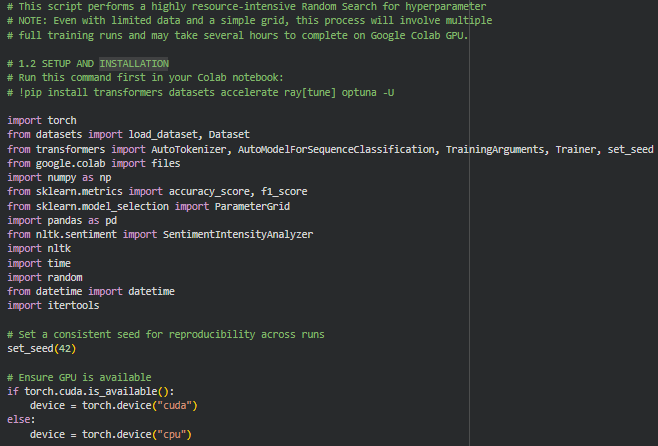 # This script performs a highly resource-intensive Random Search for hyperparameter
# NOTE: Even with limited data and a simple grid, this process will involve multiple
# full training runs and may take several hours to complete on Google Colab GPU.
# 1.2 SETUP AND INSTALLATION
# Run this command first in your Colab notebook:
# !pip install transformers datasets accelerate ray[tune] optuna -U
import torch
from datasets import load_dataset, Dataset
from transformers import AutoTokenizer, AutoModelForSequenceClassification, TrainingArguments, Trainer, set_seed
from google.colab import files
import numpy as np
from sklearn.metrics import accuracy_score, f1_score
from sklearn.model_selection import ParameterGrid
import pandas as pd
from nltk.sentiment import SentimentIntensityAnalyzer
import nltk
import time
import random
from datetime import datetime
import itertools
# Set a consistent seed for reproducibility across runs
set_seed(42)
# Ensure GPU is available
if torch.cuda.is_available():
    device = torch.device("cuda")
else:
    device = torch.device("cpu")